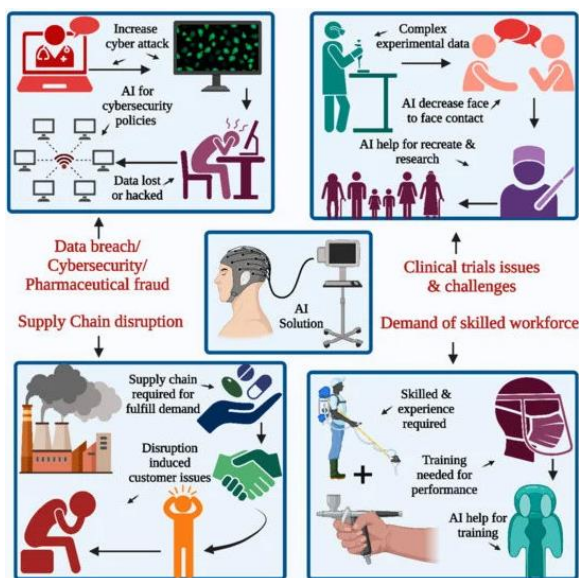 Increase
cyber attack
AI for
cybersecurity
policies
Data lost
or hacked
Complex
experimental data
AI decrease face
to face contact
AI help for recreate &
research
Data breach/
Cybersecurity/
Pharmaceutical fraud
Supply Chain disruption
AI
Solution
Clinical trials issues
& challenges
Demand of skilled workforce
Supply chain
required for
fulfill demand
Disruption
induced
customer issues
Skilled &
experience
required
Training
needed for
performance
AI help for
training